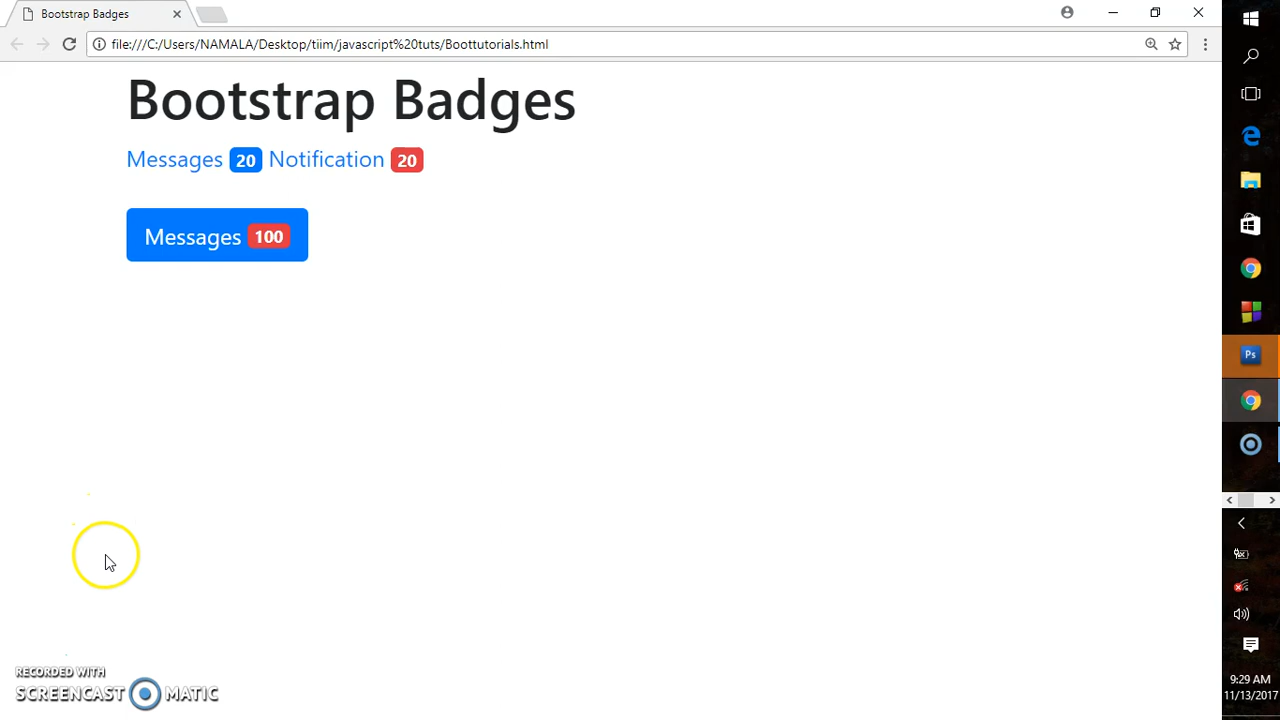 Bootstrap Badges
file:///C:/Users/NAMALA/Desktop/tiim/javascript%20tuts/Boottutorials.html
Bootstrap Badges
Messages 20 Notification 20
Messages 100
Ps
9:29 AM
11/13/2017
RECORDED WITH
SCREENCAST MATIC